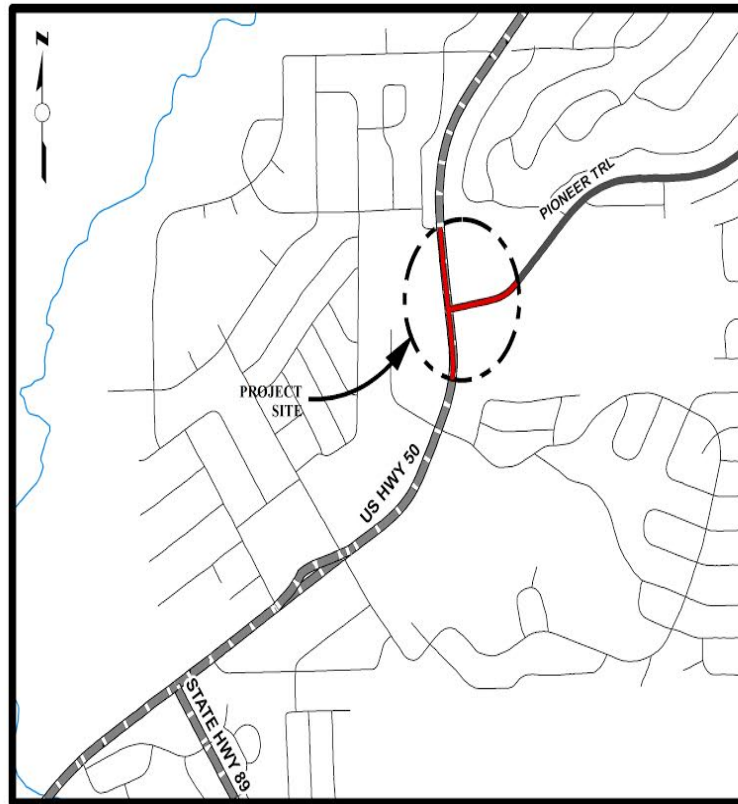 N
PIONEER TRL
PROJECT
SITE
US HWY 50
STATE HWY 89